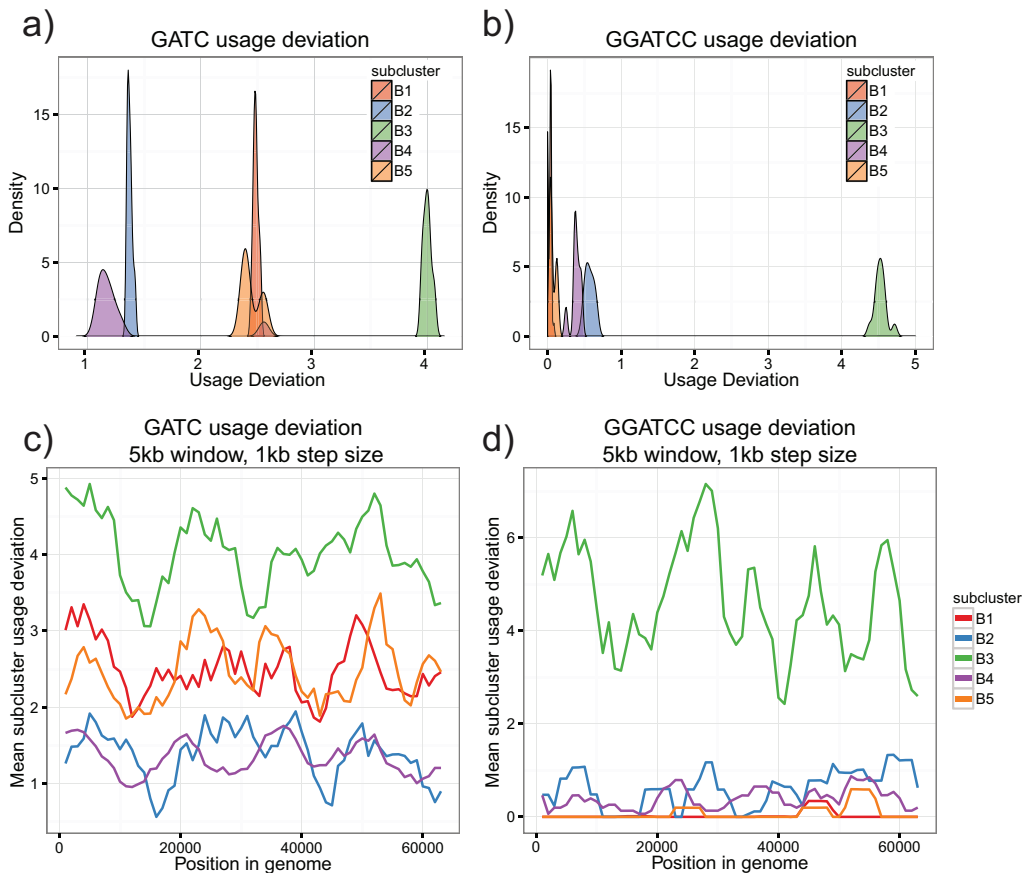 a)
GATC usage deviation
subcluster
B1
B2
B3
B4
B5
15
10
5
0
Density
1
2
3
4
Usage Deviation
b)
GGATCC usage deviation
subcluster
B1
B2
B3
B4
B5
15
10
5
0
Density
0
1
2
3
4
5
Usage Deviation
c)
GATC usage deviation
5kb window, 1kb step size
5
4
3
2
1
Mean subcluster usage deviation
0
20000
40000
60000
Position in genome
d)
GGATCC usage deviation
5kb window, 1kb step size
6
4
2
0
Mean subcluster usage deviation
0
20000
40000
60000
Position in genome
subcluster
B1
B2
B3
B4
B5